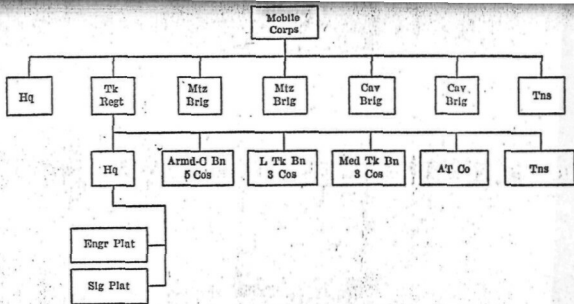 Mobile
Corps
Hq
Tk
Regt
Mtz
Brig
Mtz
Brig
Cav
Brig
Cav
Brig
Tns
Hq
Armd-C Bn
5 Cos
L Tk Bn
3 Cos
Med Tk Bn
3 Cos
AT Co
Tns
Engr Plat
Sig Plat